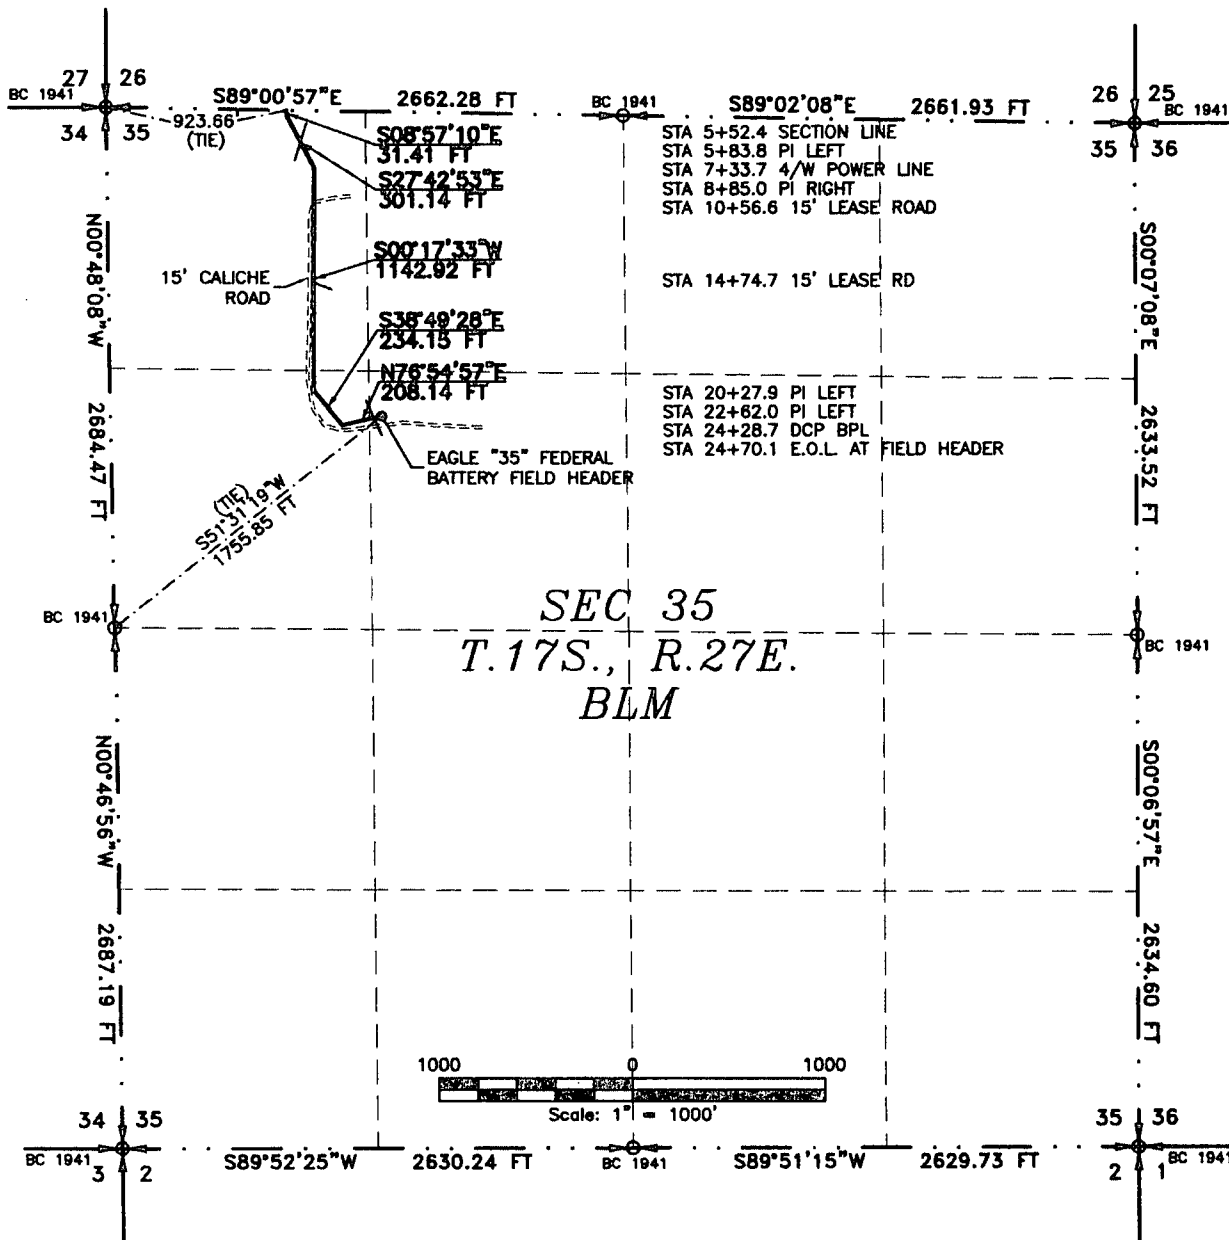 27 26
BC 1941
34 35
S89°00'57"E 2662.28 FT
BC 1941
S89°02'08"E 2661.93 FT
26 25
BC 1941
35 36
923.66'
(TIE)
S08°57'10"E
31.41 FT
S27°42'53"E
301.14 FT
S00°17'33"W
1142.92 FT
15' CALICHE
ROAD
S38°49'28"E
234.15 FT
N76°54'57"E
208.14 FT
EAGLE "35" FEDERAL
BATTERY FIELD HEADER
STA 5+52.4 SECTION LINE
STA 5+83.8 PI LEFT
STA 7+33.7 4/W POWER LINE
STA 8+85.0 PI RIGHT
STA 10+56.6 15' LEASE ROAD
STA 14+74.7 15' LEASE RD
STA 20+27.9 PI LEFT
STA 22+62.0 PI LEFT
STA 24+28.7 DCP BPL
STA 24+70.1 E.O.L. AT FIELD HEADER
N00°48'08"W 2684.47 FT
S00°07'08"E 2633.52 FT
(TIE)
S51°31'19"W
1755.85 FT
BC 1941
SEC 35
T.17S., R.27E.
BLM
BC 1941
N00°46'56"W 2687.19 FT
S00°06'57"E 2634.60 FT
1000 0 1000
Scale: 1" = 1000'
34 35
BC 1941
3 2
S89°52'25"W 2630.24 FT
BC 1941
S89°51'15"W 2629.73 FT
35 36
BC 1941
2 1